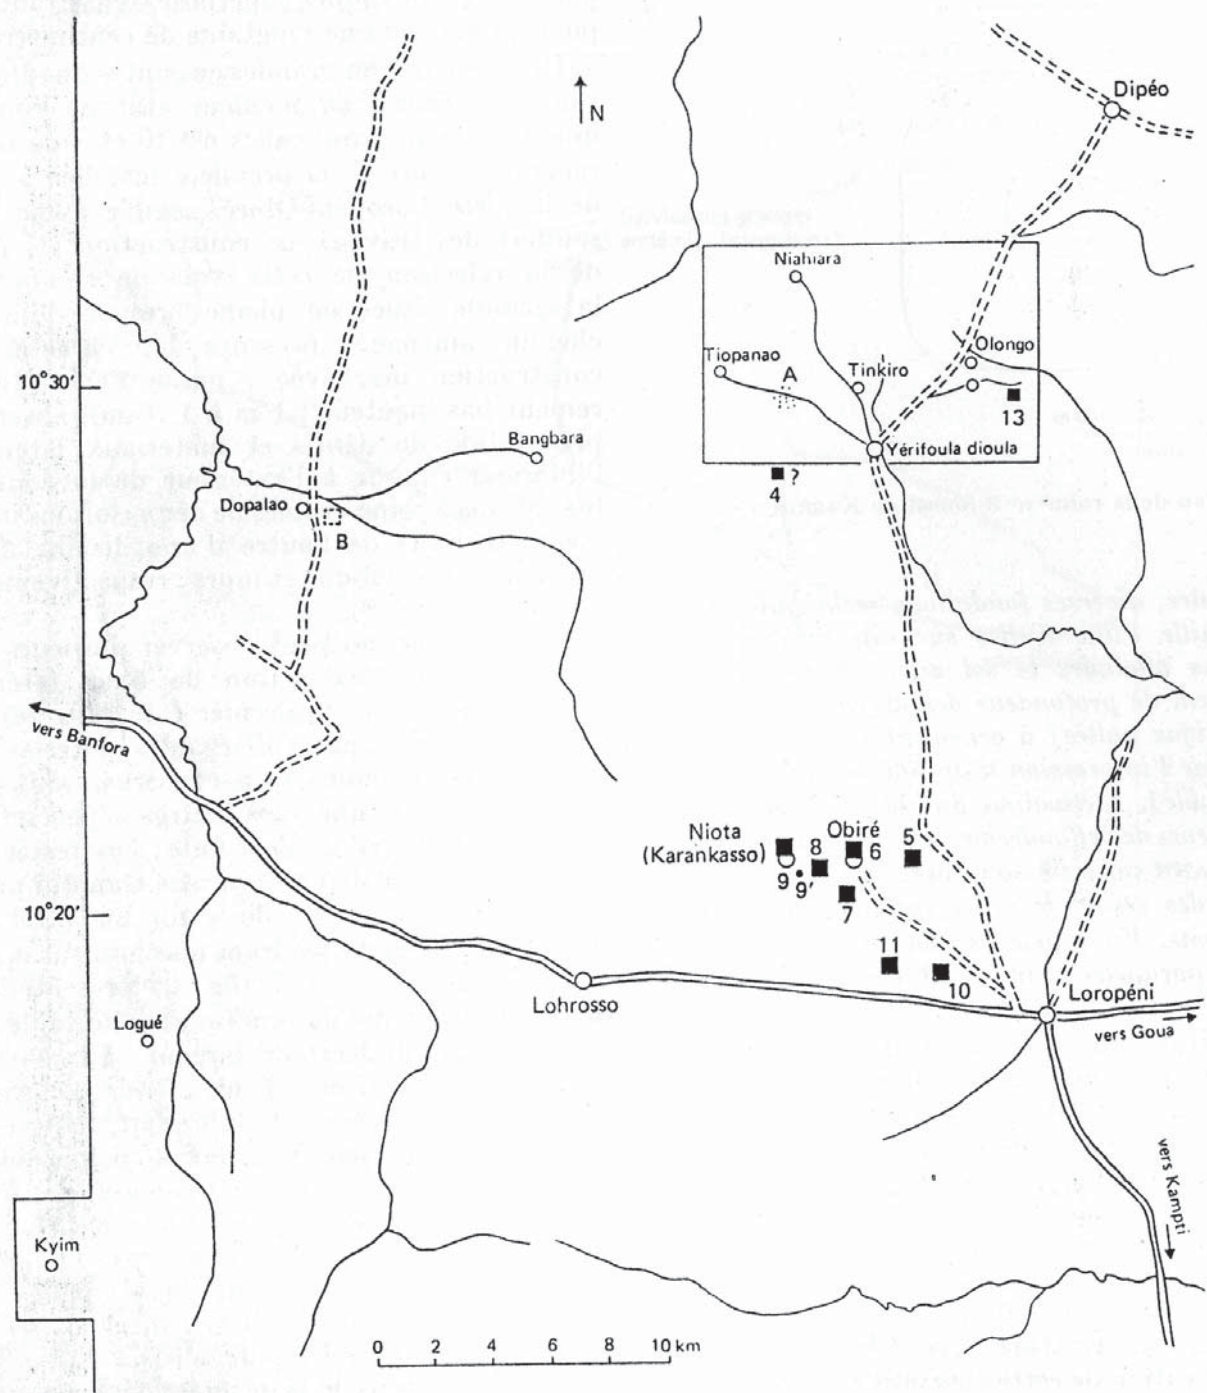 Dipéo
N
Niahiara
Olongo
10°30'
Tiopanao
A
Tinkiro
13
Bangbara
Yérifoula dioula
4
?
Dopalao
B
vers Banfora
Niota
(Karankasso)
8
Obiré
6
5
9
9'
7
10°20'
11
10
Lohrosso
Loropéni
vers Goua
Logué
vers Kampti
Kyim
0 2 4 6 8 10 km